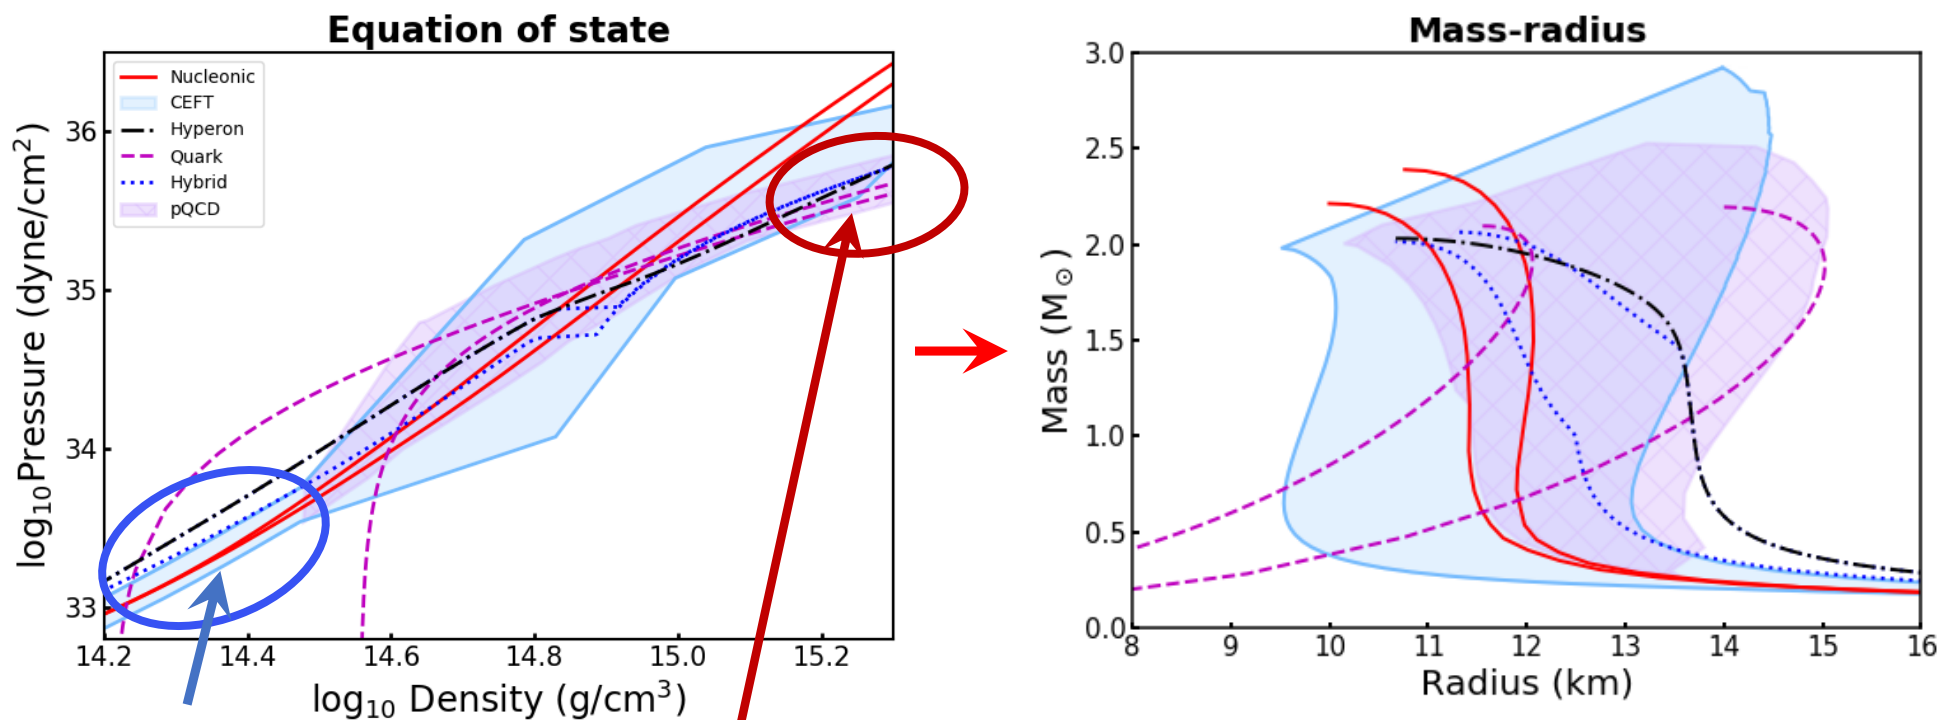 Equation of state
Nucleonic
CEFT
Hyperon
Quark
Hybrid
pQCD
36
35
34
33
log₁₀Pressure (dyne/cm²)
14.2 14.4 14.6 14.8 15.0 15.2
log₁₀ Density (g/cm³)
Mass-radius
3.0
2.5
2.0
1.5
1.0
0.5
0.0
Mass (M⊙)
8 9 10 11 12 13 14 15 16
Radius (km)